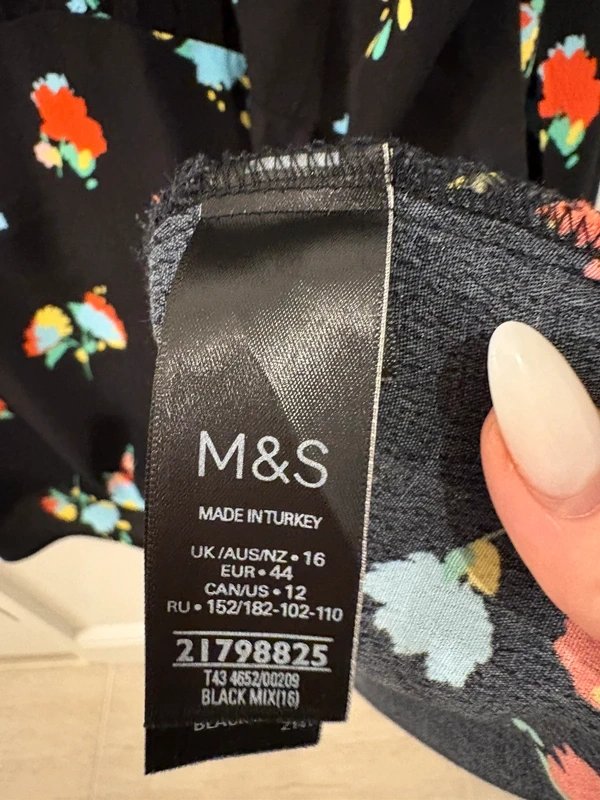 M&S
MADE IN TURKEY
UK/AUS/NZ • 16
EUR • 44
CAN/US • 12
RU • 152/182-102-110
21798825
T43 4652/00209
BLACK MIX(16)